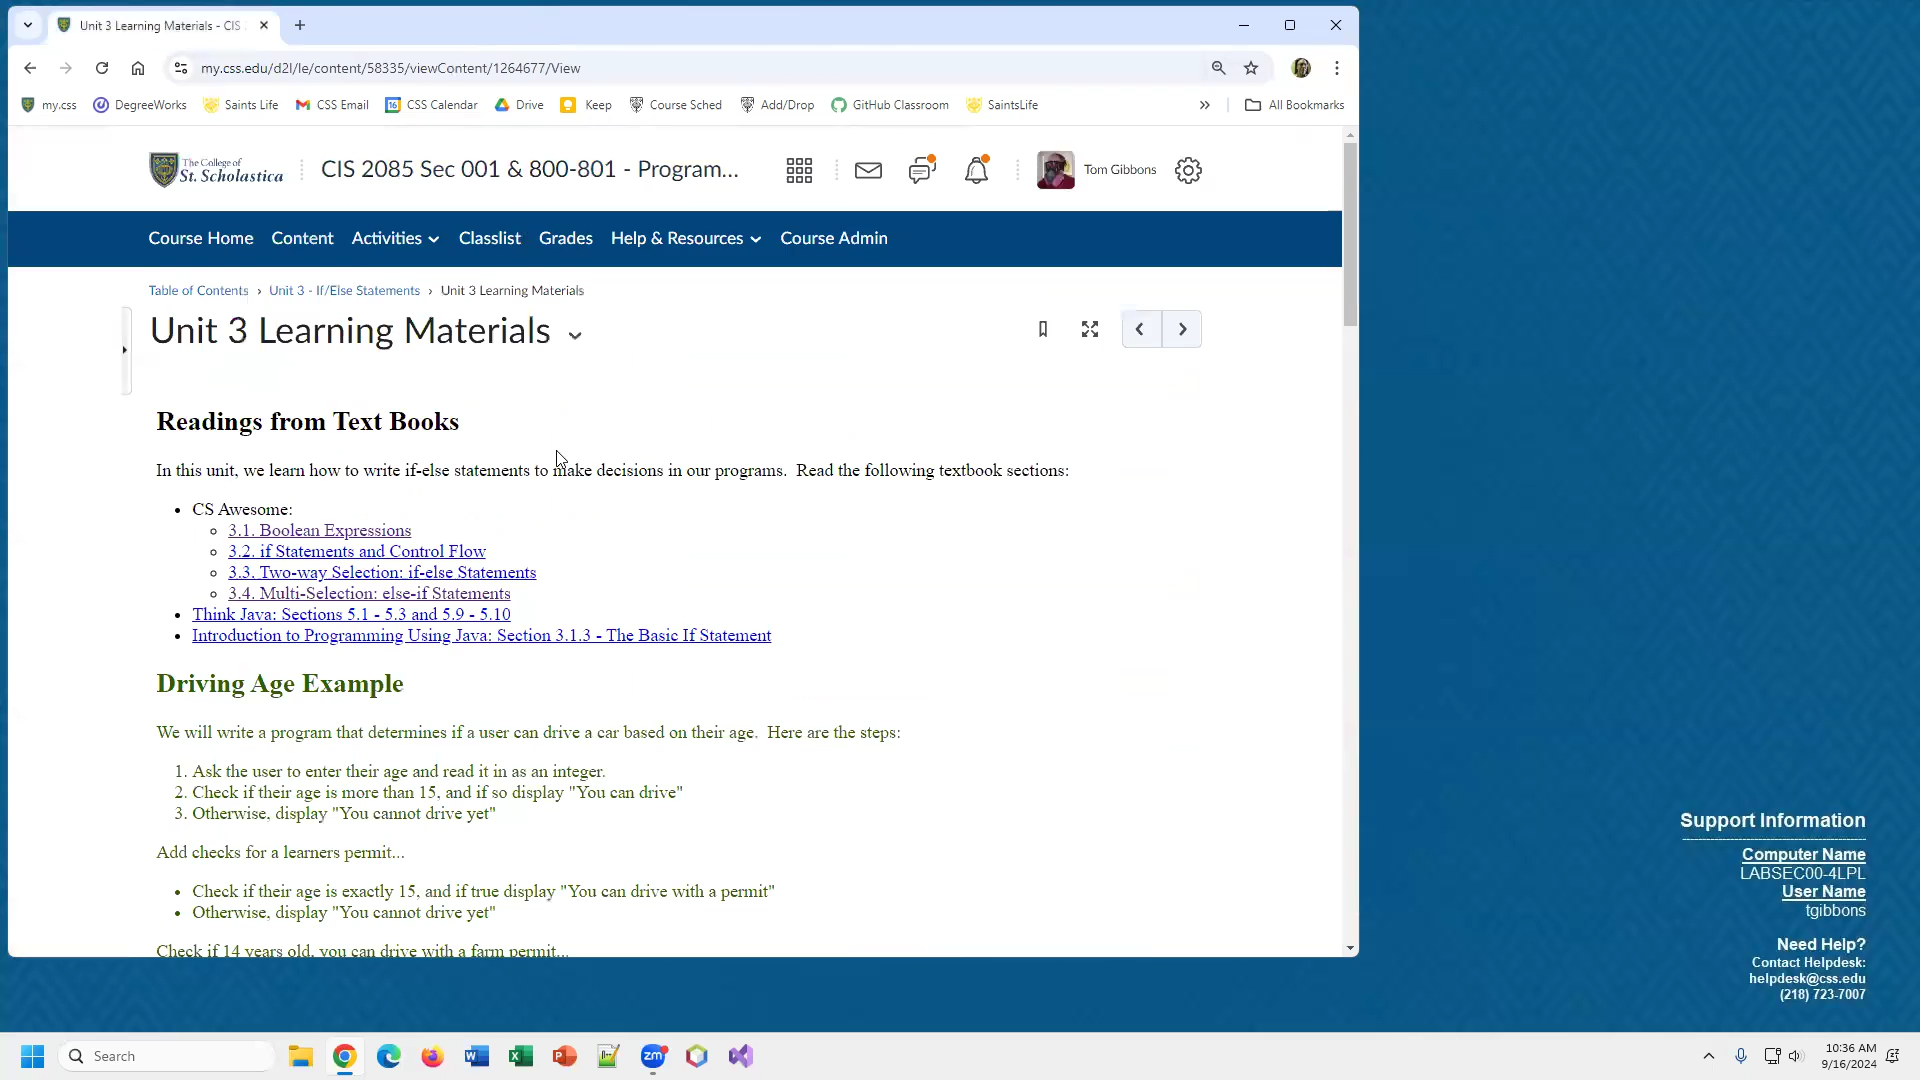 Unit 3 Learning Materials - CIS
my.css.edu/d2l/le/content/58335/viewContent/1264677/View
my.css DegreeWorks Saints Life CSS Email 16 CSS Calendar Drive Keep Course Sched Add/Drop GitHub Classroom SaintsLife » All Bookmarks
The College of
St. Scholastica
CIS 2085 Sec 001 & 800-801 - Program...
Tom Gibbons
Course Home Content Activities Classlist Grades Help & Resources Course Admin
Table of Contents › Unit 3 - If/Else Statements › Unit 3 Learning Materials
Unit 3 Learning Materials
Readings from Text Books
In this unit, we learn how to write if-else statements to make decisions in our programs. Read the following textbook sections:
• CS Awesome:
◦ 3.1. Boolean Expressions
◦ 3.2. if Statements and Control Flow
◦ 3.3. Two-way Selection: if-else Statements
◦ 3.4. Multi-Selection: else-if Statements
• Think Java: Sections 5.1 - 5.3 and 5.9 - 5.10
• Introduction to Programming Using Java: Section 3.1.3 - The Basic If Statement
Driving Age Example
We will write a program that determines if a user can drive a car based on their age. Here are the steps:
1. Ask the user to enter their age and read it in as an integer.
2. Check if their age is more than 15, and if so display "You can drive"
3. Otherwise, display "You cannot drive yet"
Add checks for a learners permit...
• Check if their age is exactly 15, and if true display "You can drive with a permit"
• Otherwise, display "You cannot drive yet"
Check if 14 years old, you can drive with a farm permit...
Support Information
Computer Name
LABSEC00-4LPL
User Name
tgibbons
Need Help?
Contact Helpdesk:
helpdesk@css.edu
(218) 723-7007
Search
zm
10:36 AM
9/16/2024